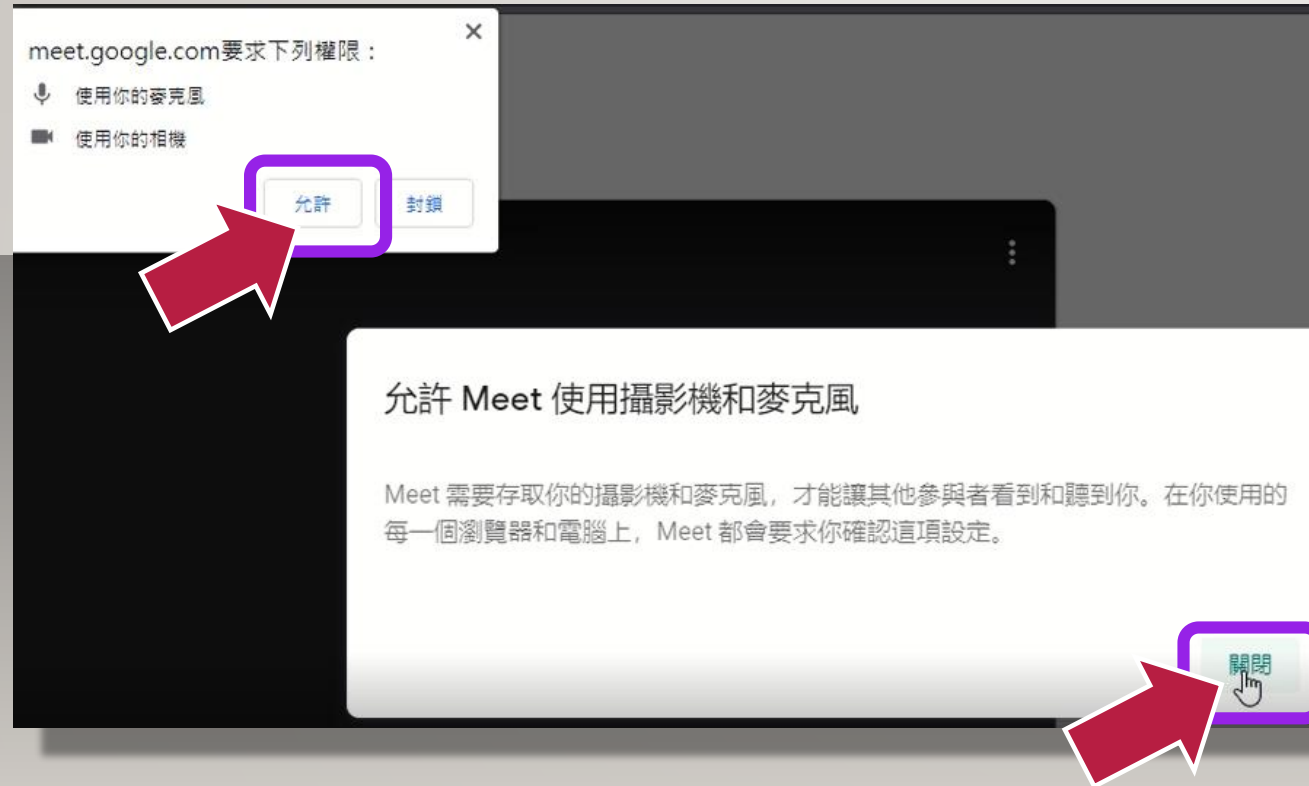 meet.google.com要求下列權限：
使用你的麥克風
使用你的相機
允許
封鎖
允許 Meet 使用攝影機和麥克風
Meet 需要存取你的攝影機和麥克風，才能讓其他參與者看到和聽到你。在你使用的
每一個瀏覽器和電腦上，Meet 都會要求你確認這項設定。
關閉